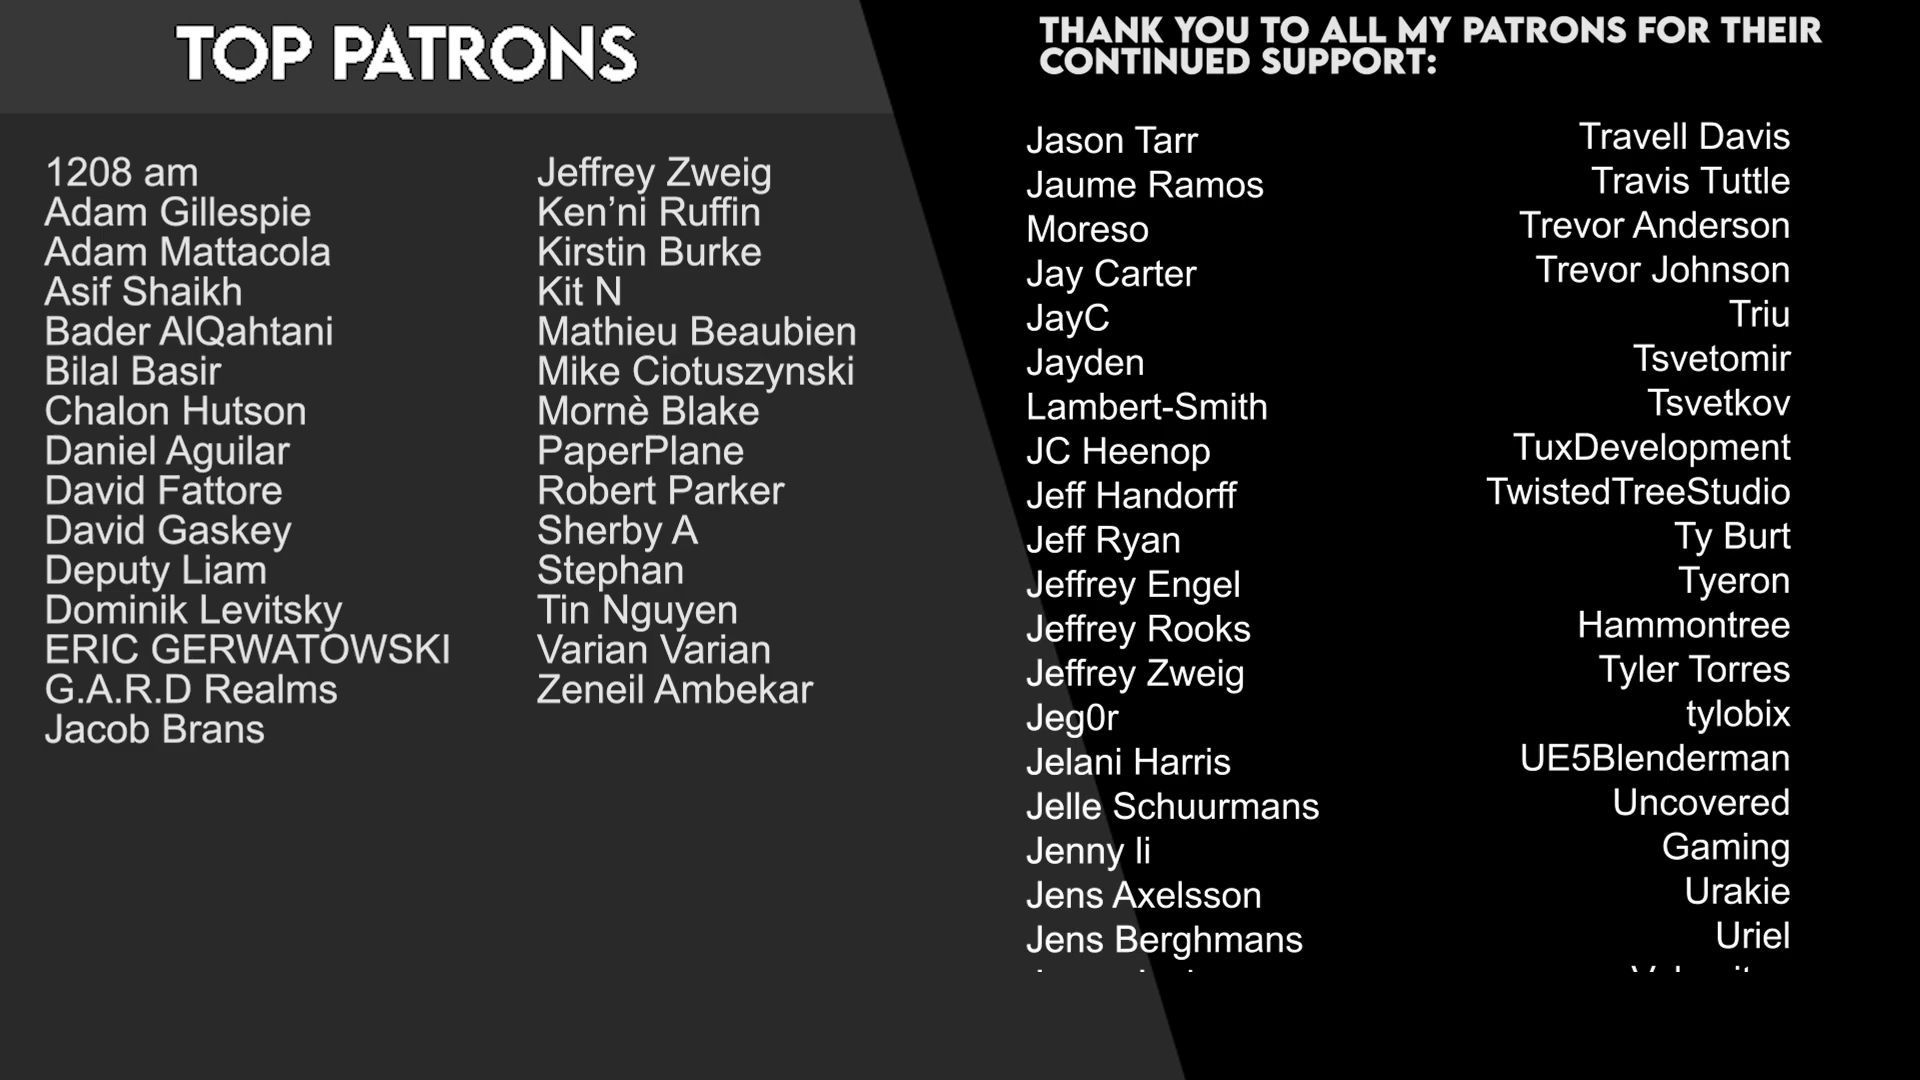 TOP PATRONS
1208 am
Adam Gillespie
Adam Mattacola
Asif Shaikh
Bader AlQahtani
Bilal Basir
Chalon Hutson
Daniel Aguilar
David Fattore
David Gaskey
Deputy Liam
Dominik Levitsky
ERIC GERWATOWSKI
G.A.R.D Realms
Jacob Brans
Jeffrey Zweig
Ken’ni Ruffin
Kirstin Burke
Kit N
Mathieu Beaubien
Mike Ciotuszynski
Mornè Blake
PaperPlane
Robert Parker
Sherby A
Stephan
Tin Nguyen
Varian Varian
Zeneil Ambekar
THANK YOU TO ALL MY PATRONS FOR THEIR
CONTINUED SUPPORT:
Jason Tarr
Jaume Ramos
Moreso
Jay Carter
JayC
Jayden
Lambert-Smith
JC Heenop
Jeff Handorff
Jeff Ryan
Jeffrey Engel
Jeffrey Rooks
Jeffrey Zweig
Jeg0r
Jelani Harris
Jelle Schuurmans
Jenny li
Jens Axelsson
Jens Berghmans
Travell Davis
Travis Tuttle
Trevor Anderson
Trevor Johnson
Triu
Tsvetomir
Tsvetkov
TuxDevelopment
TwistedTreeStudio
Ty Burt
Tyeron
Hammontree
Tyler Torres
tylobix
UE5Blenderman
Uncovered
Gaming
Urakie
Uriel